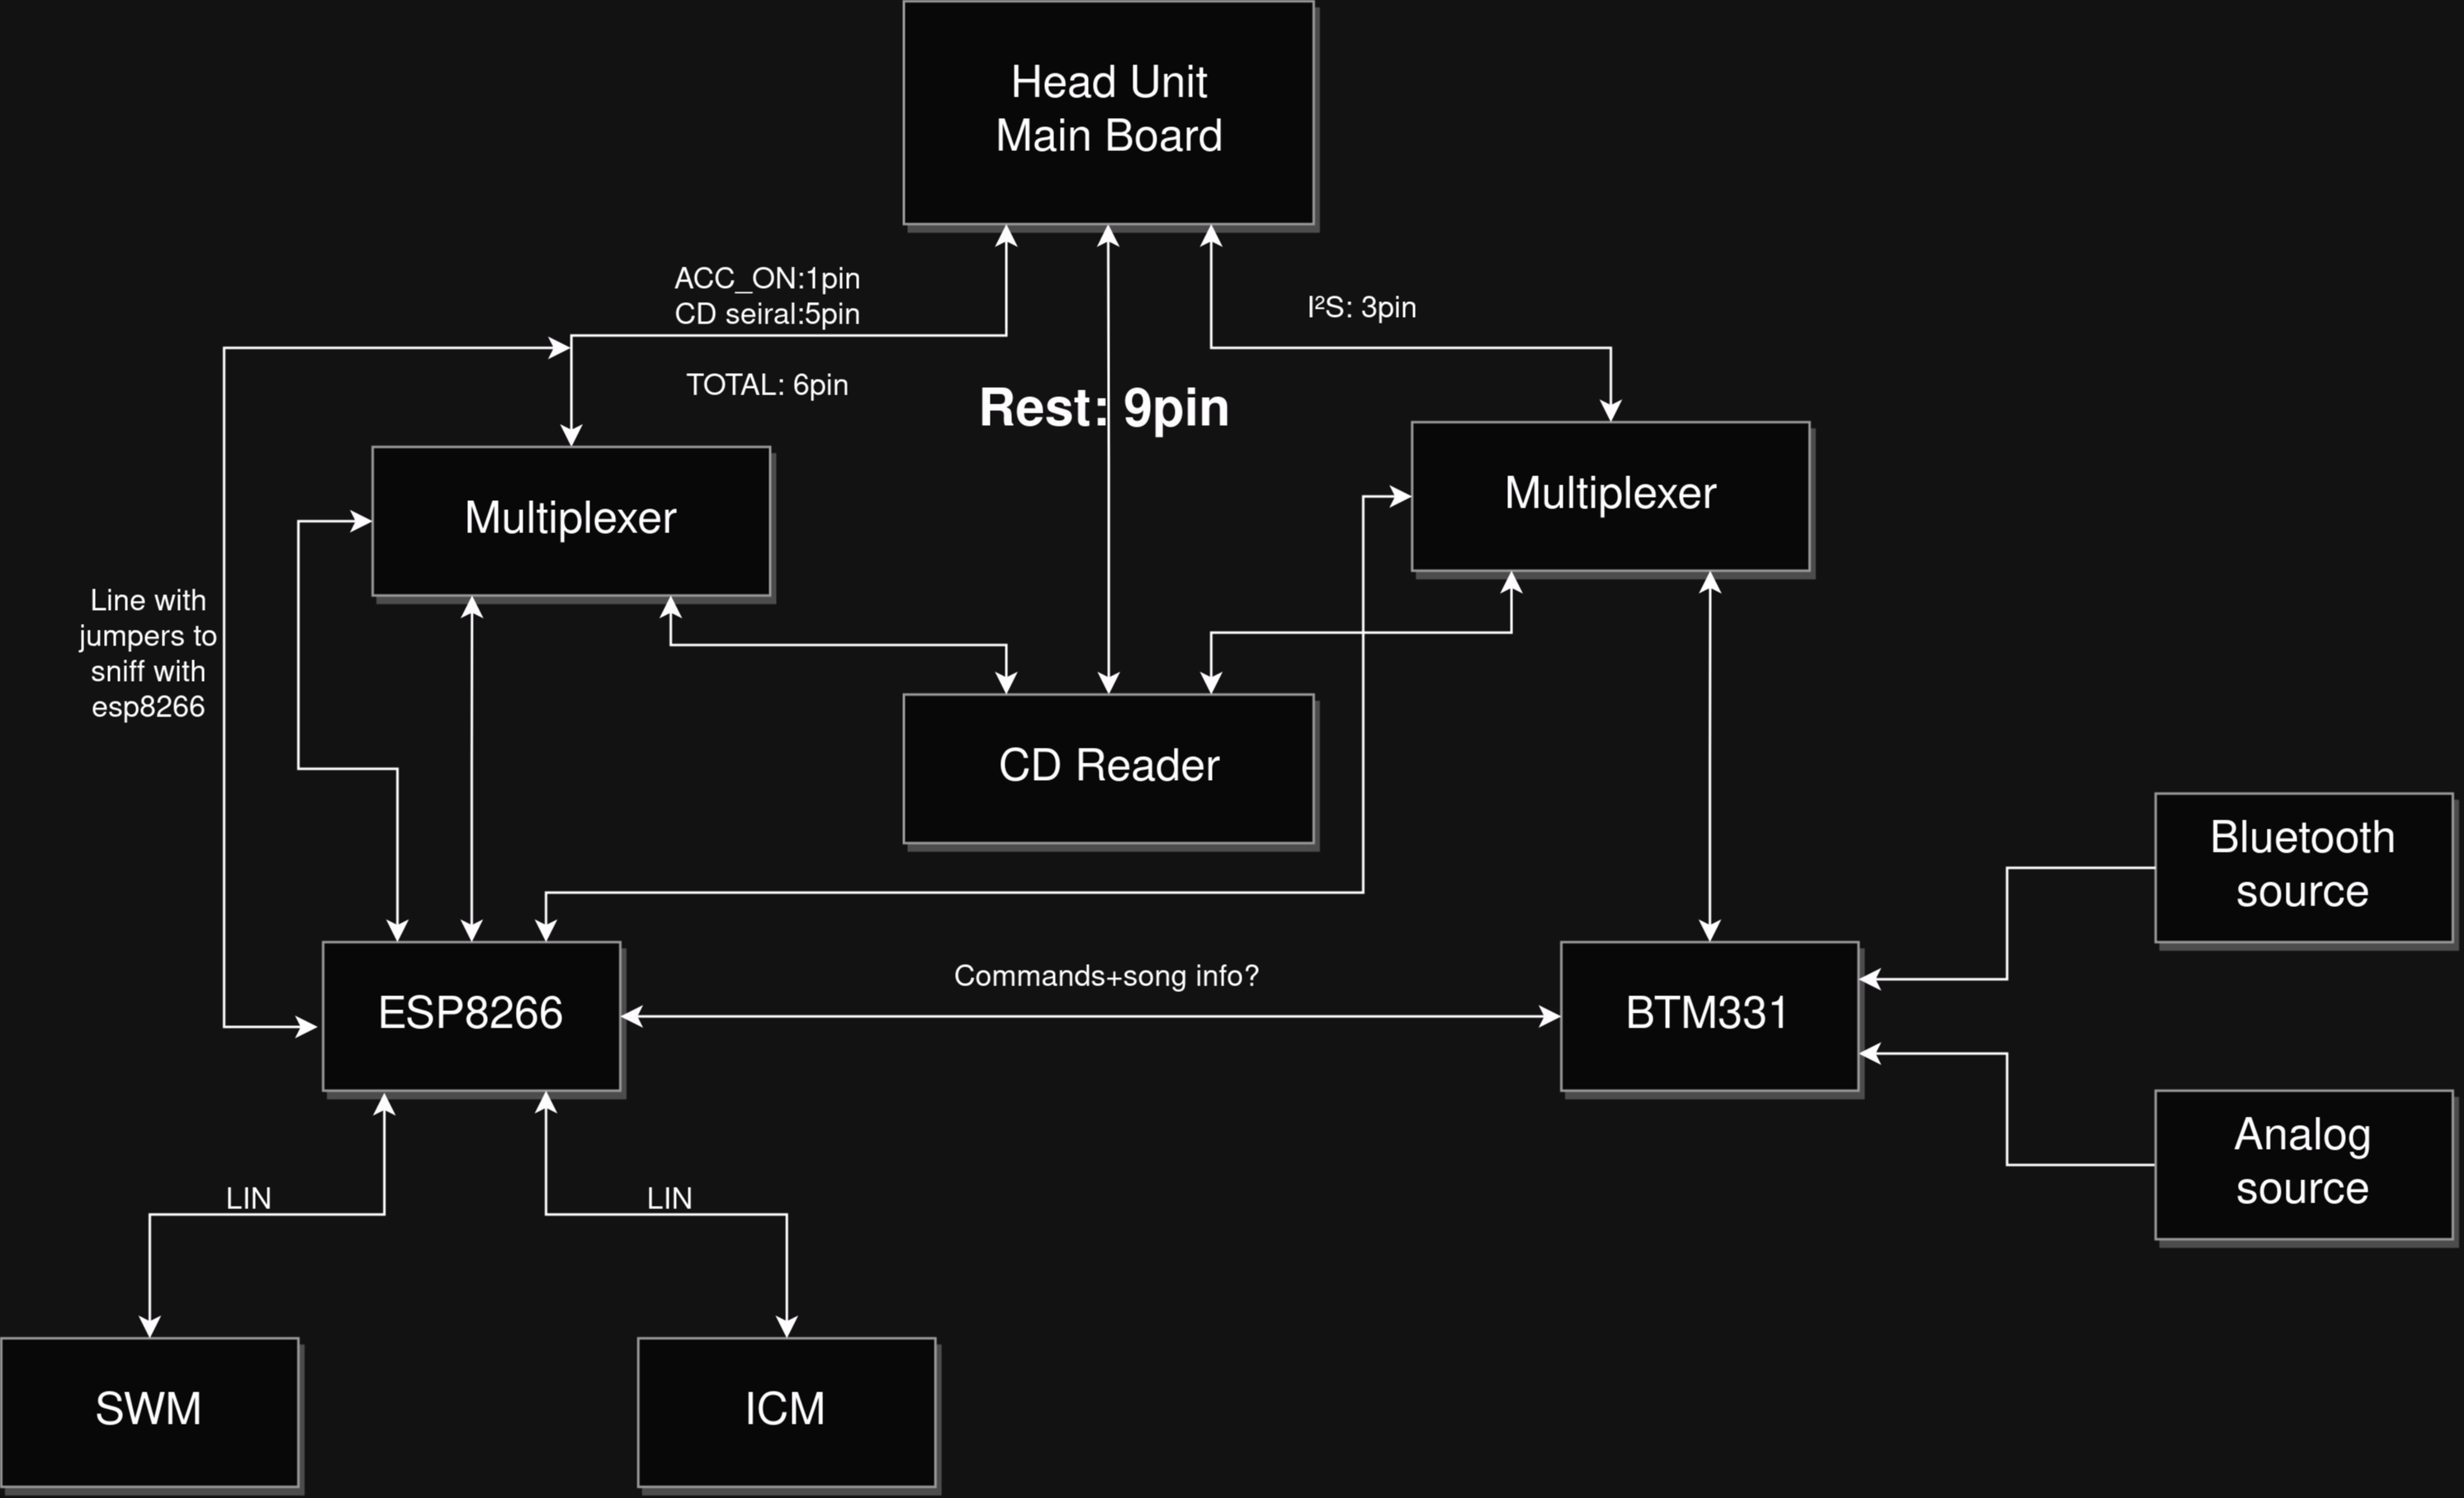 Head Unit
Main Board
ACC_ON:1pin
CD seiral:5pin
I²S: 3pin
TOTAL: 6pin
Rest: 9pin
Multiplexer
Multiplexer
Line with
jumpers to
sniff with
esp8266
CD Reader
Bluetooth
source
Commands+song info?
ESP8266
BTM331
Analog
source
LIN
LIN
SWM
ICM